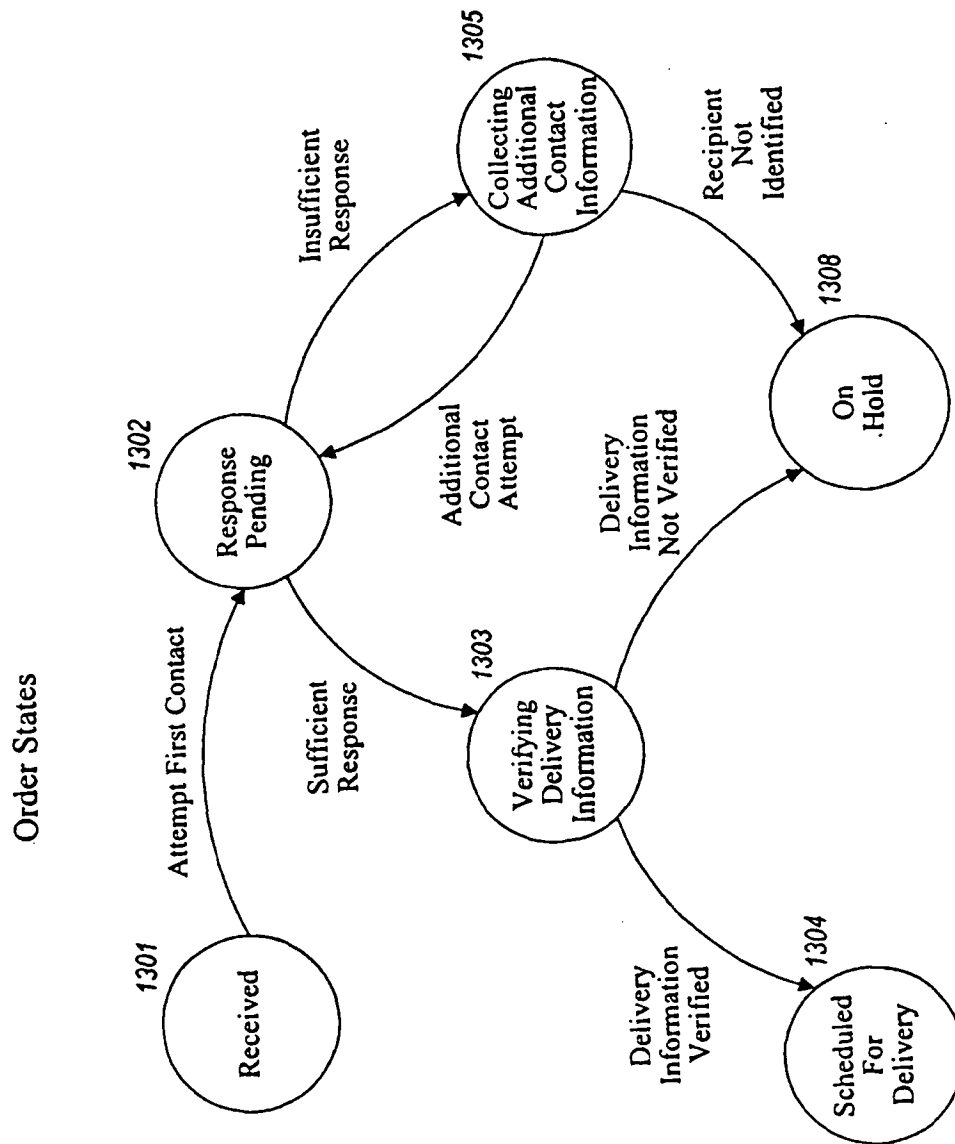 Order States
1301
Received
Attempt First Contact
1302
Response
Pending
Insufficient
Response
1305
Collecting
Additional
Contact
Information
Sufficient
Response
Additional
Contact
Attempt
1303
Verifying
Delivery
Information
Delivery
Information
Not Verified
Recipient
Not
Identified
Delivery
Information
Verified
1304
Scheduled
For
Delivery
1308
On
.Hold